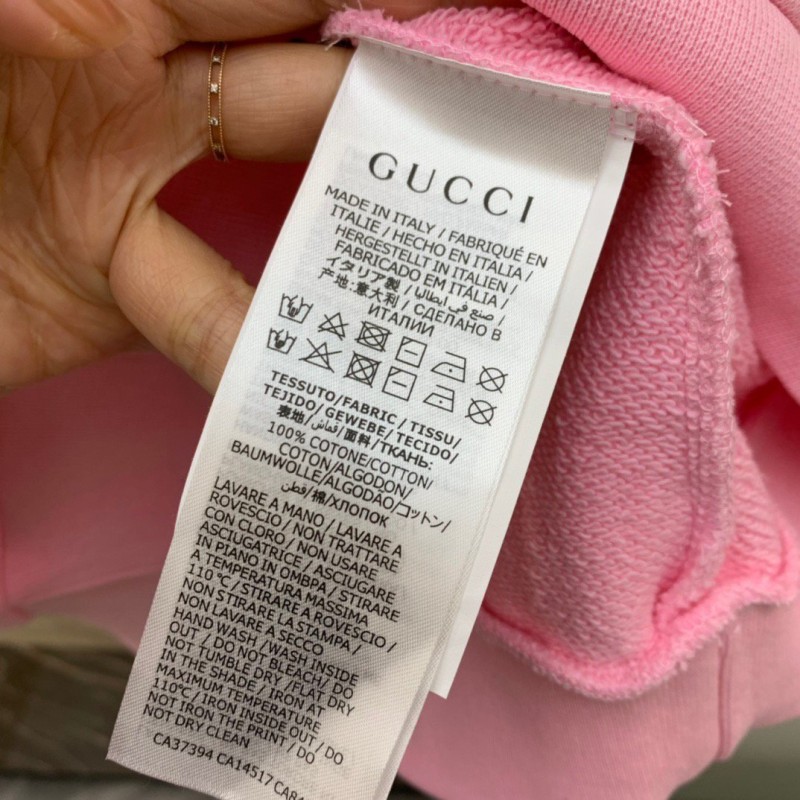 GUCCI
MADE IN ITALY / FABRIQUÉ EN
ITALIE / HECHO EN ITALIA /
HERGESTELLT IN ITALIEN /
FABRICADO EM ITÁLIA /
イタリア製 / صنع في ايطاليا /
产地:意大利 / СДЕЛАНО В
ИТАЛИИ
TESSUTO/FABRIC / TISSU/
TEJIDO/ GEWEBE/ TECIDO/
表地/قماش/面料/ТКАНЬ:
100% COTONE/COTTON/
COTON/ALGODON/
BAUMWOLLE/ALGODÃO/コットン/
قطن/棉/ХЛОПОК
LAVARE A MANO / LAVARE A
ROVESCIO / NON TRATTARE
CON CLORO/ NON USARE
ASCIUGATRICE / ASCIUGARE
IN PIANO IN OMBRA / STIRARE
A TEMPERATURA MASSIMA
110℃/ STIRARE A ROVESCIO /
NON STIRARE LA STAMPA /
NON LAVARE A SECCO
HAND WASH / WASH INSIDE
OUT / DO NOT BLEACH/ DO
NOT TUMBLE DRY /FLAT DRY
IN THE SHADE / IRON AT
MAXIMUM TEMPERATURE
110℃/ IRON INSIDE OUT / DO
NOT IRON THE PRINT / DO
NOT DRY CLEAN
CA37394 CA14517